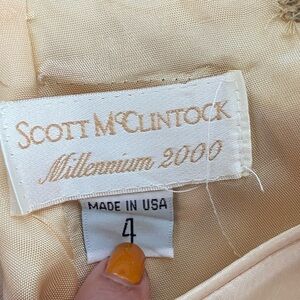 SCOTT McCLINTOCK
Millennium 2000
MADE IN USA
4